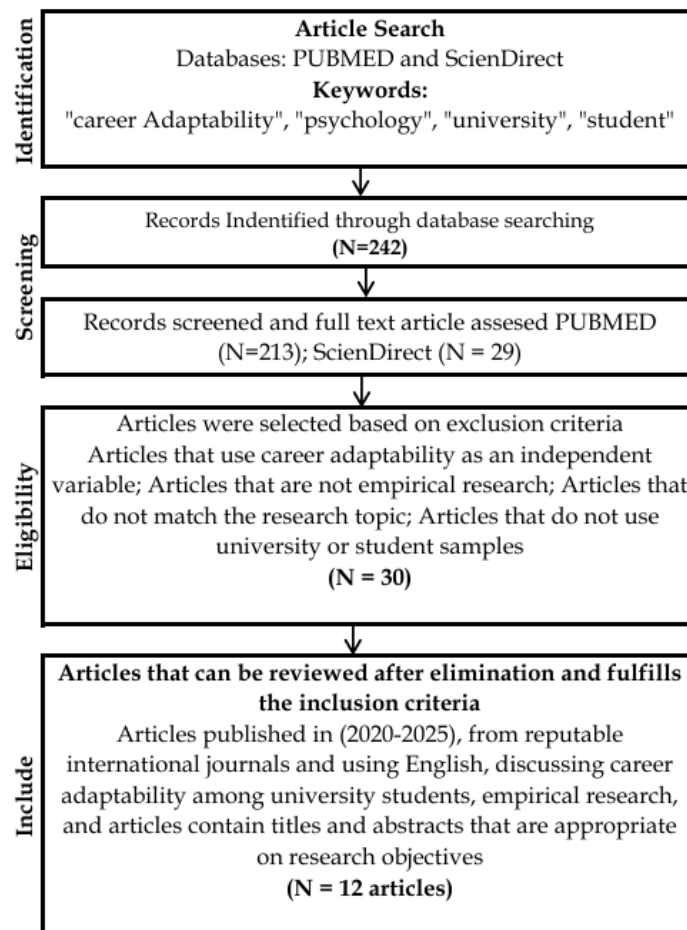 Identification
Article Search
Databases: PUBMED and ScienDirect
Keywords:
"career Adaptability", "psychology", "university", "student"
Screening
Records Indentified through database searching
(N=242)
Records screened and full text article assesed PUBMED
(N=213); ScienDirect (N = 29)
Eligibility
Articles were selected based on exclusion criteria
Articles that use career adaptability as an independent
variable; Articles that are not empirical research; Articles that
do not match the research topic; Articles that do not use
university or student samples
(N = 30)
Include
Articles that can be reviewed after elimination and fulfills
the inclusion criteria
Articles published in (2020-2025), from reputable
international journals and using English, discussing career
adaptability among university students, empirical research,
and articles contain titles and abstracts that are appropriate
on research objectives
(N = 12 articles)